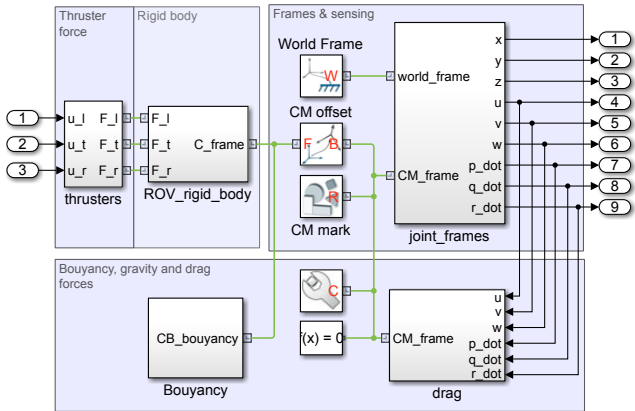 Thruster
force
Rigid body
Frames & sensing
1
2
3
u_l
u_t
u_r
F_l
F_t
F_r
thrusters
F_l
F_t
F_r
C_frame
ROV_rigid_body
World Frame
W
CM offset
F
B
R
CM mark
world_frame
CM_frame
x
y
z
u
v
w
p_dot
q_dot
r_dot
joint_frames
1
2
3
4
5
6
7
8
9
Bouyancy, gravity and drag
forces
CB_bouyancy
Bouyancy
C
f(x) = 0
CM_frame
u
v
w
p_dot
q_dot
r_dot
drag